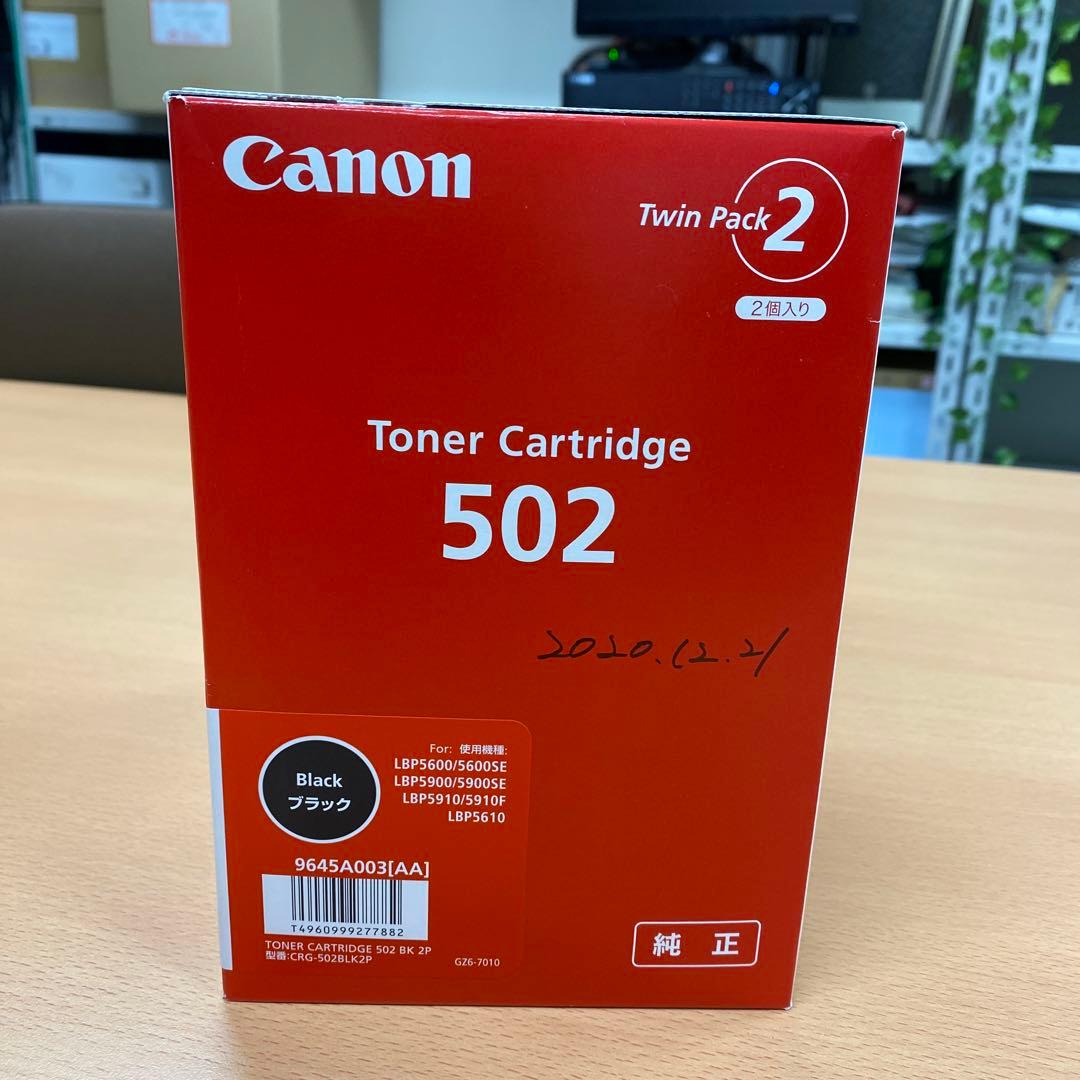 Canon
Twin Pack 2
2個入り
Toner Cartridge
502
2020.12.21
For: 使用機種:
LBP5600/5600SE
LBP5900/5900SE
LBP5910/5910F
LBP5610
Black
ブラック
9645A003[AA]
T4960999277882
TONER CARTRIDGE 502 BK 2P
型番:CRG-502BLK2P
GZ6-7010
純 正